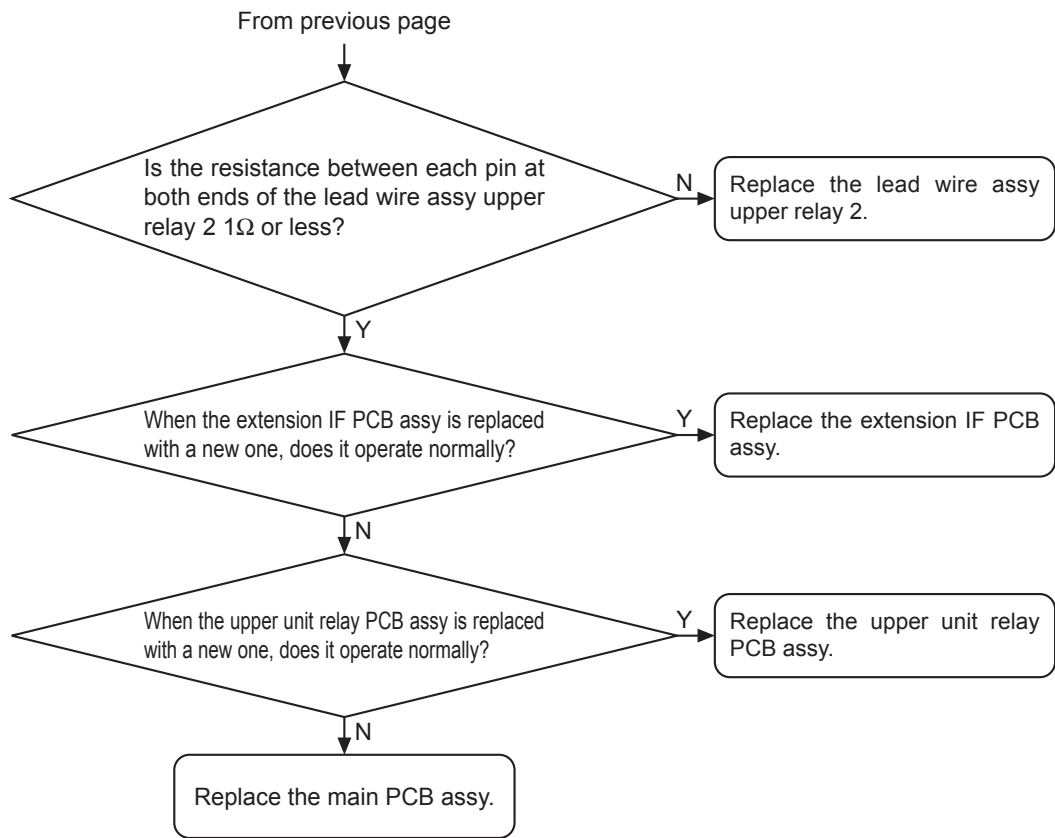 From previous page
Is the resistance between each pin at
both ends of the lead wire assy upper
relay 2 1Ω or less?
N
Replace the lead wire assy
upper relay 2.
Y
When the extension IF PCB assy is replaced
with a new one, does it operate normally?
Y
Replace the extension IF PCB
assy.
N
When the upper unit relay PCB assy is replaced
with a new one, does it operate normally?
Y
Replace the upper unit relay
PCB assy.
N
Replace the main PCB assy.